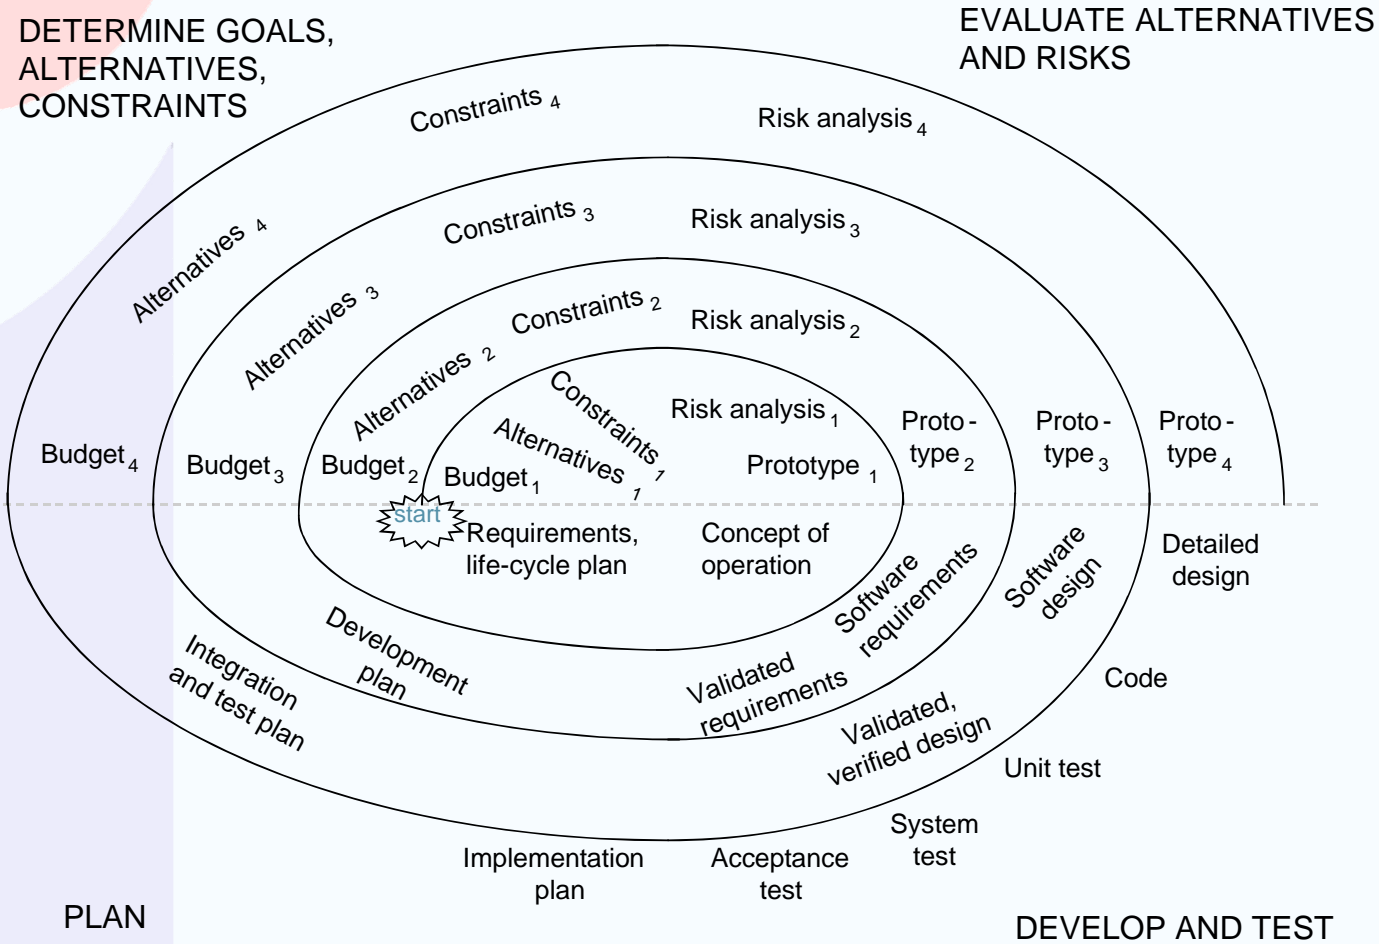 DETERMINE GOALS,
ALTERNATIVES,
CONSTRAINTS
EVALUATE ALTERNATIVES
AND RISKS
Constraints 4
Risk analysis 4
Alternatives 4
Constraints 3
Risk analysis 3
Alternatives 3
Constraints 2
Risk analysis 2
Alternatives 2
Constraints 1
Risk analysis 1
Alternatives 1
Budget 4
Budget 3
Budget 2
Budget 1
Prototype 1
Proto-
type 2
Proto-
type 3
Proto-
type 4
start
Requirements,
life-cycle plan
Concept of
operation
Software
requirements
Software
design
Detailed
design
Development
plan
Validated
requirements
Integration
and test plan
Validated,
verified design
Code
Unit test
System
test
Acceptance
test
Implementation
plan
PLAN
DEVELOP AND TEST